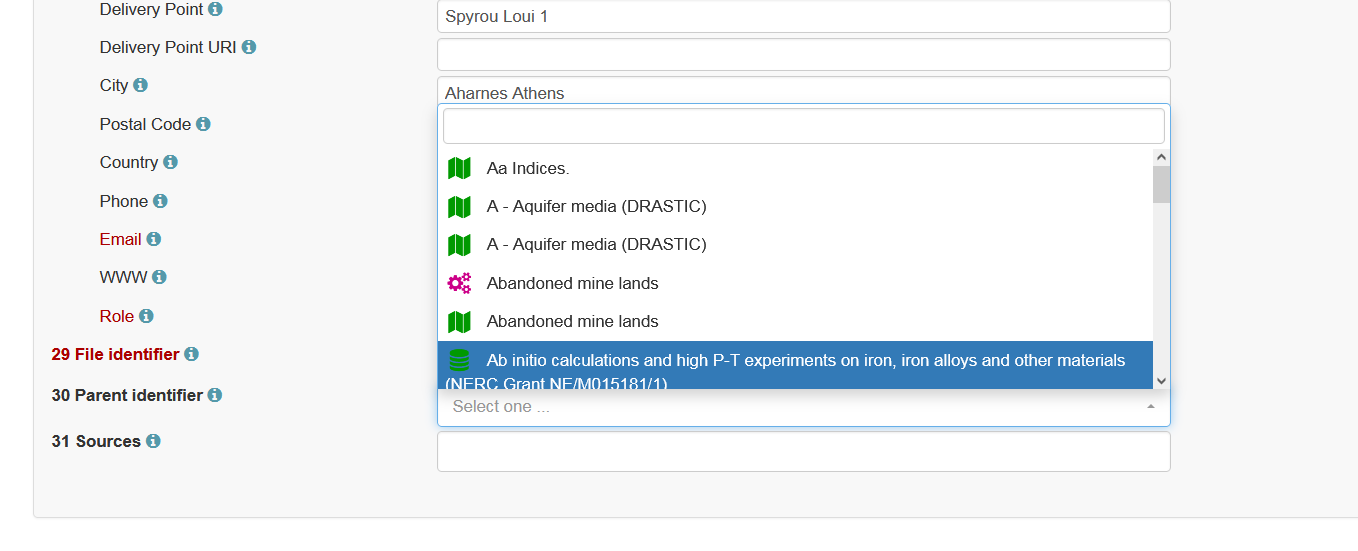 Delivery Point
Spyrou Loui 1
Delivery Point URI
City
Aharnes Athens
Postal Code
Country
Phone
Email
WWW
Role
29 File identifier
30 Parent identifier
31 Sources
Aa Indices.
A - Aquifer media (DRASTIC)
A - Aquifer media (DRASTIC)
Abandoned mine lands
Abandoned mine lands
Ab initio calculations and high P-T experiments on iron, iron alloys and other materials
(NERC Grant NE/M015181/1)
Select one ...